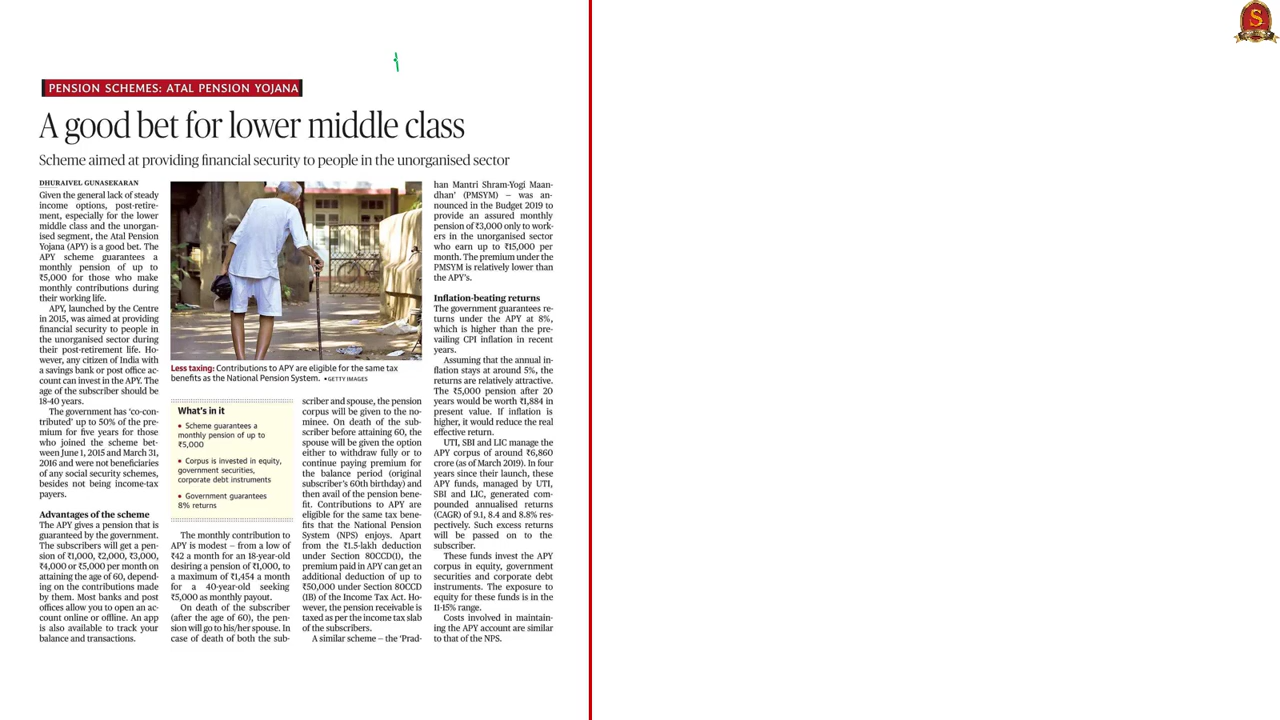 PENSION SCHEMES: ATAL PENSION YOJANA
A good bet for lower middle class
Scheme aimed at providing financial security to people in the unorganised sector
DHURAIVEL GUNASEKARAN
Given the general lack of steady
income options, post-retire-
ment, especially for the lower
middle class and the unorgan-
ised segment, the Atal Pension
Yojana (APY) is a good bet. The
APY scheme guarantees a
monthly pension of up to
₹5,000 for those who make
monthly contributions during
their working life.
APY, launched by the Centre
in 2015, was aimed at providing
financial security to people in
the unorganised sector during
their post-retirement life. Ho-
wever, any citizen of India with
a savings bank or post office ac-
count can invest in the APY. The
age of the subscriber should be
18-40 years.
The government has ‘co-con-
tributed’ up to 50% of the pre-
mium for five years for those
who joined the scheme bet-
ween June 1, 2015 and March 31,
2016 and were not beneficiaries
of any social security schemes,
besides not being income-tax
payers.
Advantages of the scheme
The APY gives a pension that is
guaranteed by the government.
The subscribers will get a pen-
sion of ₹1,000, ₹2,000, ₹3,000,
₹4,000 or ₹5,000 per month on
attaining the age of 60, depend-
ing on the contributions made
by them. Most banks and post
offices allow you to open an ac-
count online or offline. An app
is also available to track your
balance and transactions.
Less taxing: Contributions to APY are eligible for the same tax
benefits as the National Pension System. • GETTY IMAGES
What's in it
• Scheme guarantees a
monthly pension of up to
₹5,000
• Corpus is invested in equity,
government securities,
corporate debt instruments
• Government guarantees
8% returns
The monthly contribution to
APY is modest — from a low of
₹42 a month for an 18-year-old
desiring a pension of ₹1,000, to
a maximum of ₹1,454 a month
for a 40-year-old seeking
₹5,000 as monthly payout.
On death of the subscriber
(after the age of 60), the pen-
sion will go to his/her spouse. In
case of death of both the sub-
scriber and spouse, the pension
corpus will be given to the no-
minee. On death of the sub-
scriber before attaining 60, the
spouse will be given the option
either to withdraw fully or to
continue paying premium for
the balance period (original
subscriber's 60th birthday) and
then avail of the pension bene-
fit. Contributions to APY are
eligible for the same tax bene-
fits that the National Pension
System (NPS) enjoys. Apart
from the ₹1.5-lakh deduction
under Section 80CCD(1), the
premium paid in APY can get an
additional deduction of up to
₹50,000 under Section 80CCD
(1B) of the Income Tax Act. Ho-
wever, the pension receivable is
taxed as per the income tax slab
of the subscribers.
A similar scheme — the ‘Prad-
han Mantri Shram-Yogi Maan-
dhan’ (PMSYM) — was an-
nounced in the Budget 2019 to
provide an assured monthly
pension of ₹3,000 only to work-
ers in the unorganised sector
who earn up to ₹15,000 per
month. The premium under the
PMSYM is relatively lower than
the APY's.
Inflation-beating returns
The government guarantees re-
turns under the APY at 8%,
which is higher than the pre-
vailing CPI inflation in recent
years.
Assuming that the annual in-
flation stays at around 5%, the
returns are relatively attractive.
The ₹5,000 pension after 20
years would be worth ₹1,884 in
present value. If inflation is
higher, it would reduce the real
effective return.
UTI, SBI and LIC manage the
APY corpus of around ₹6,860
crore (as of March 2019). In four
years since their launch, these
APY funds, managed by UTI,
SBI and LIC, generated com-
pounded annualised returns
(CAGR) of 9.1, 8.4 and 8.8% res-
pectively. Such excess returns
will be passed on to the
subscriber.
These funds invest the APY
corpus in equity, government
securities and corporate debt
instruments. The exposure to
equity for these funds is in the
11-15% range.
Costs involved in maintain-
ing the APY account are similar
to that of the NPS.
S